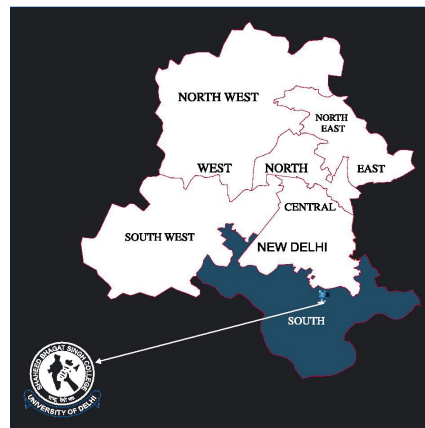 NORTH WEST
NORTH
EAST
WEST
NORTH
EAST
CENTRAL
SOUTH WEST
NEW DELHI
SOUTH
SHAHEED BHAGAT SINGH COLLEGE
UNIVERSITY OF DELHI